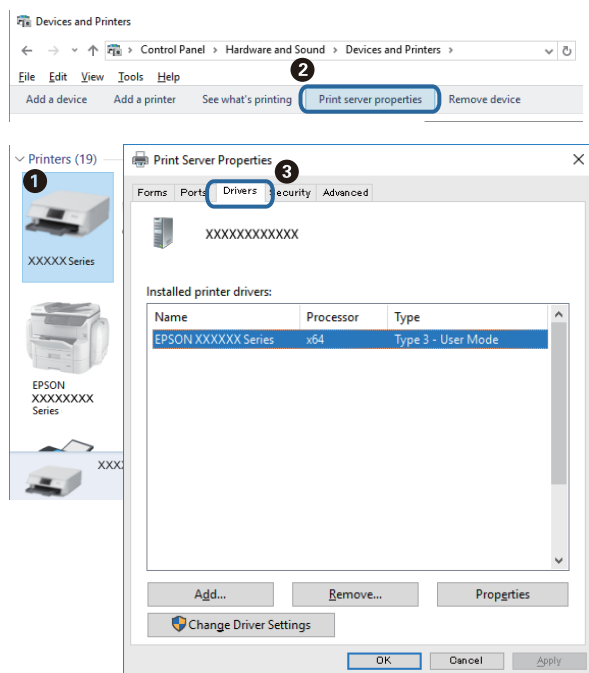 Devices and Printers
Control Panel > Hardware and Sound > Devices and Printers >
File Edit View Tools Help
2
Add a device Add a printer See what's printing Print server properties Remove device
Printers (19)
1
XXXXX Series
EPSON
XXXXXXXX
Series
XXX
Print Server Properties
3
Forms Ports Drivers Security Advanced
XXXXXXXXXXXX
Installed printer drivers:
Name Processor Type
EPSON XXXXXX Series x64 Type 3 - User Mode
Add... Remove... Properties
Change Driver Settings
OK Cancel Apply